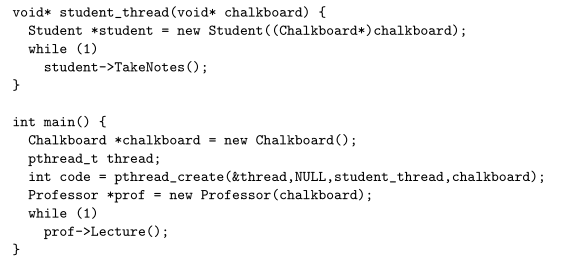 void* student_thread(void* chalkboard) {
  Student *student = new Student((Chalkboard*)chalkboard);
  while (1)
    student->TakeNotes();
}

int main() {
  Chalkboard *chalkboard = new Chalkboard();
  pthread_t thread;
  int code = pthread_create(&thread,NULL,student_thread,chalkboard);
  Professor *prof = new Professor(chalkboard);
  while (1)
    prof->Lecture();
}